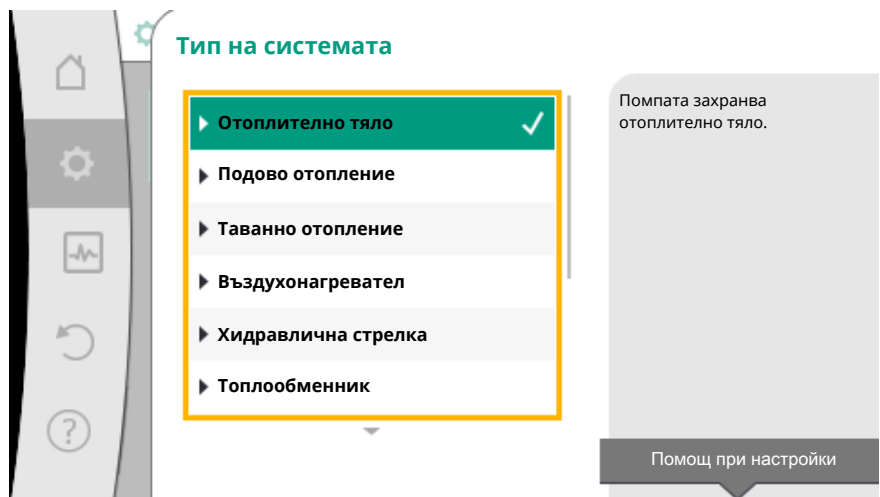 Тип на системата
Отоплително тяло
Подово отопление
Таванно отопление
Въздухонагревател
Хидравлична стрелка
Топлообменник
Помпата захранва
отоплително тяло.
Помощ при настройки
?